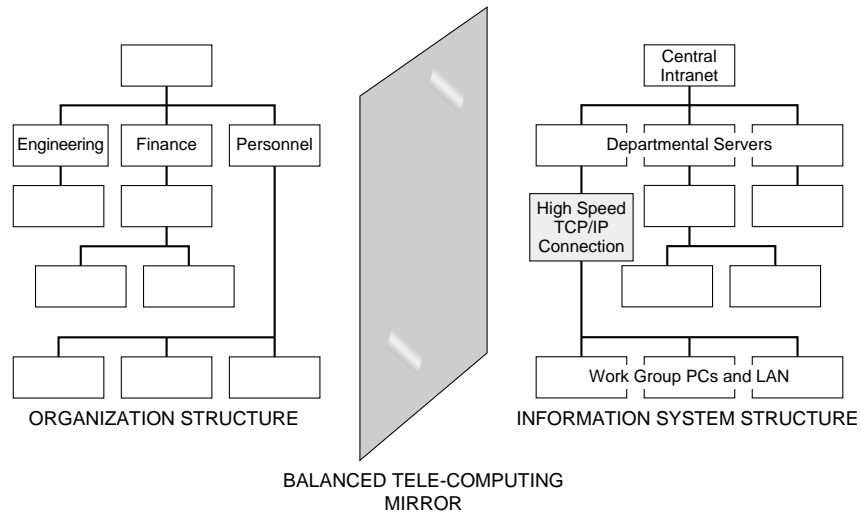 Central
Intranet
Engineering
Finance
Personnel
Departmental Servers
High Speed
TCP/IP
Connection
Work Group PCs and LAN
ORGANIZATION STRUCTURE
INFORMATION SYSTEM STRUCTURE
BALANCED TELE-COMPUTING
MIRROR